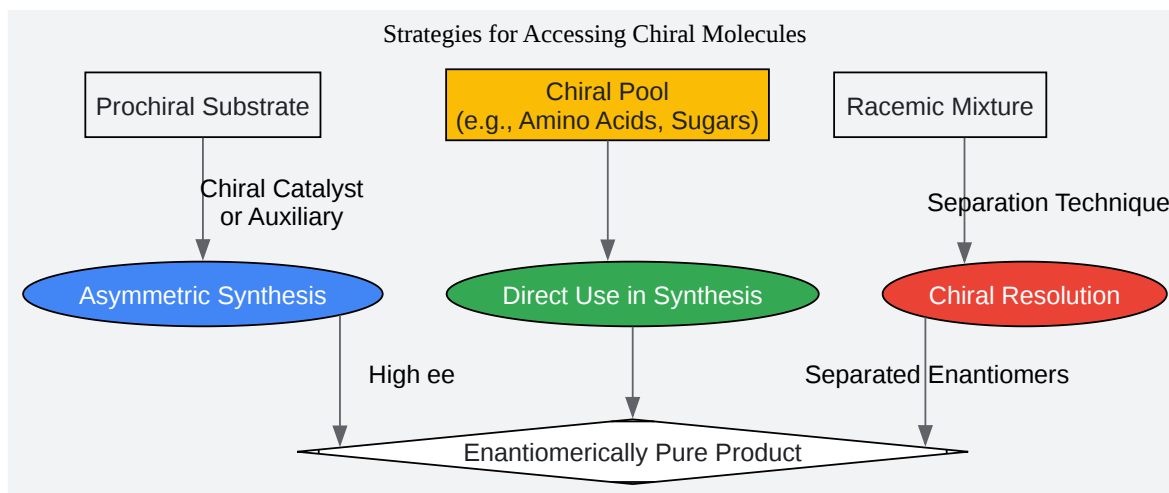 Strategies for Accessing Chiral Molecules
Prochiral Substrate
Chiral Pool
(e.g., Amino Acids, Sugars)
Racemic Mixture
Chiral Catalyst
or Auxiliary
Separation Technique
Asymmetric Synthesis
Direct Use in Synthesis
Chiral Resolution
High ee
Separated Enantiomers
Enantiomerically Pure Product